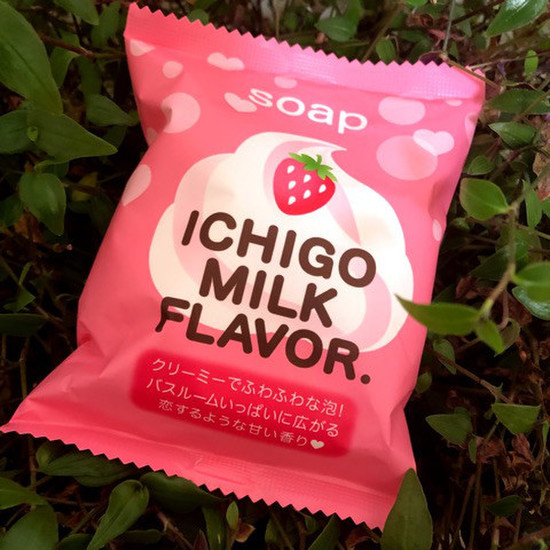 soap
ICHIGO
MILK
FLAVOR.
クリーミーでふわふわな泡!
バスルームいっぱいに広がる
恋するような甘い香り♥